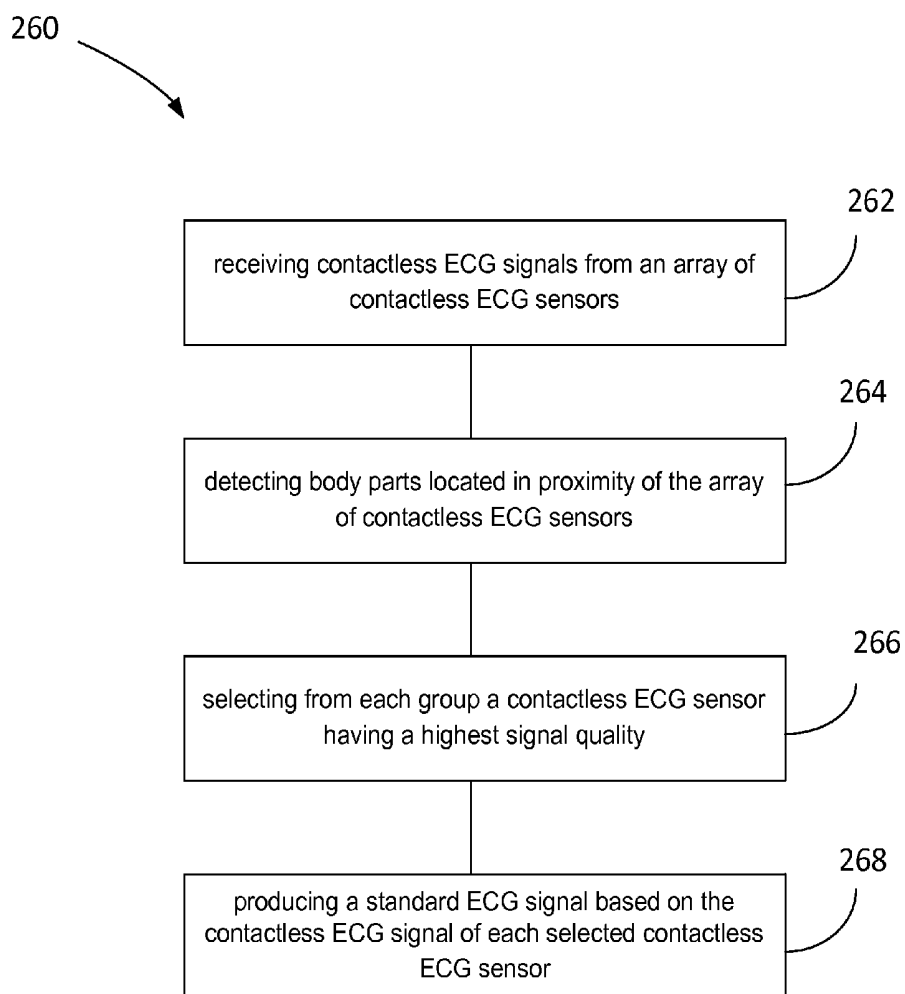 260
262
receiving contactless ECG signals from an array of
contactless ECG sensors
264
detecting body parts located in proximity of the array
of contactless ECG sensors
266
selecting from each group a contactless ECG sensor
having a highest signal quality
268
producing a standard ECG signal based on the
contactless ECG signal of each selected contactless
ECG sensor